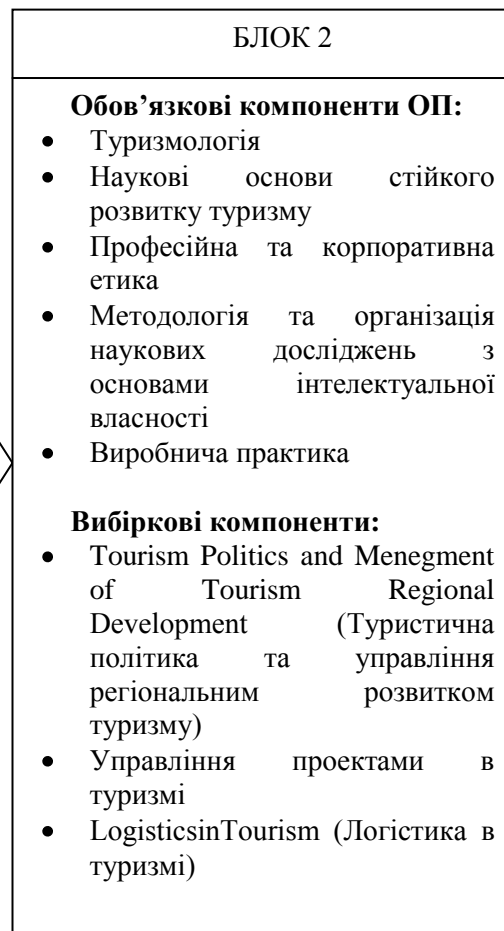 БЛОК 2
Обов’язкові компоненти ОП:
• Туризмологія
• Наукові основи стійкого
розвитку туризму
• Професійна та корпоративна
етика
• Методологія та організація
наукових досліджень з
основами інтелектуальної
власності
• Виробнича практика
Вибіркові компоненти:
• Tourism Politics and Menegment
of Tourism Regional
Development (Туристична
політика та управління
регіональним розвитком
туризму)
• Управління проектами в
туризмі
• LogisticsinTourism (Логістика в
туризмі)